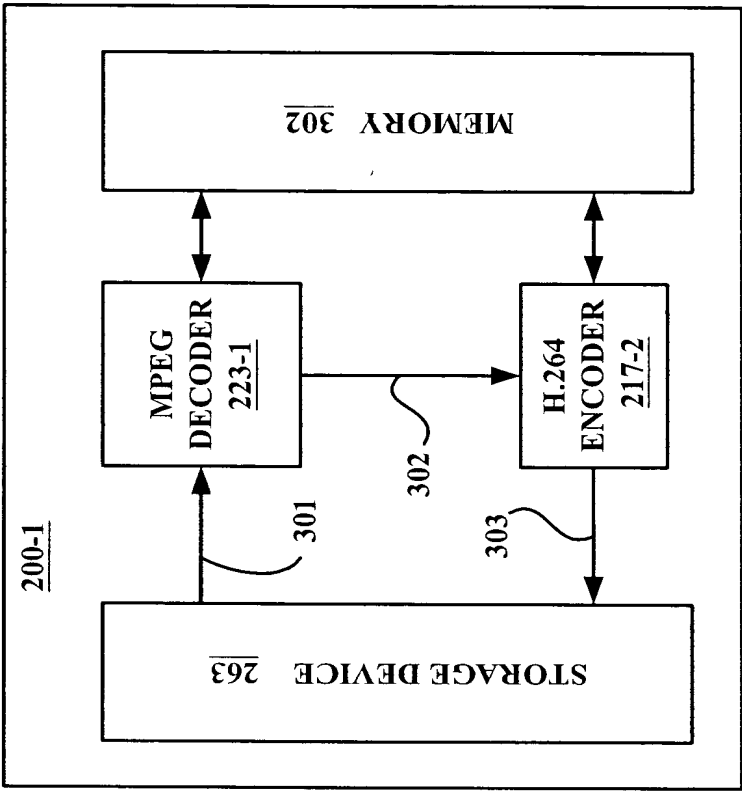 200-1
STORAGE DEVICE 263
301
MPEG
DECODER
223-1
302
303
H.264
ENCODER
217-2
MEMORY 302